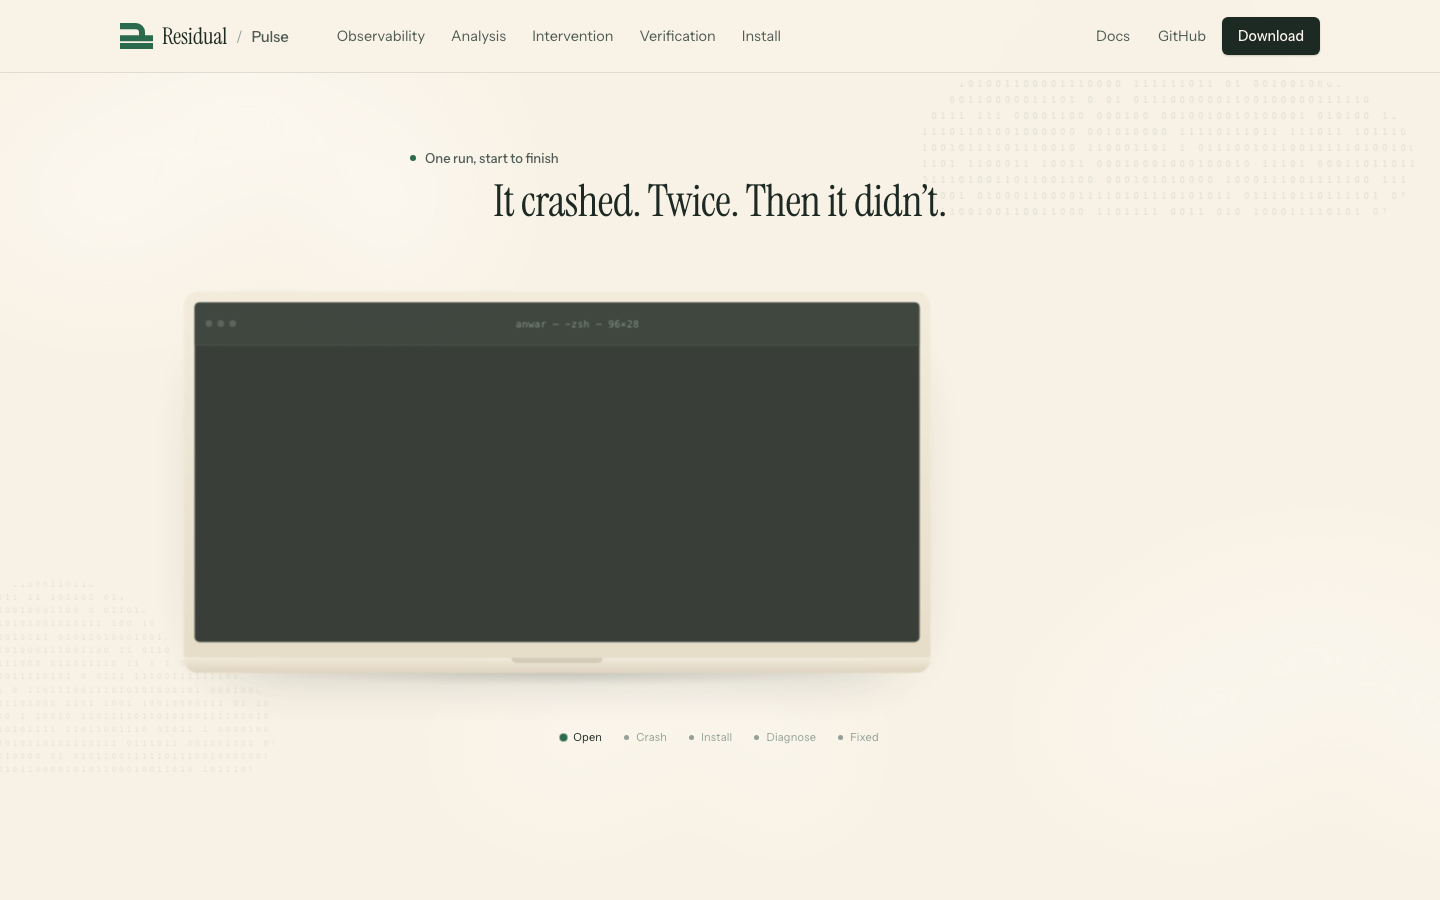 Residual / Pulse
Observability
Analysis
Intervention
Verification
Install
Docs
GitHub
Download
One run, start to finish
It crashed. Twice. Then it didn’t.
anwar — -zsh — 96×28
Open
Crash
Install
Diagnose
Fixed